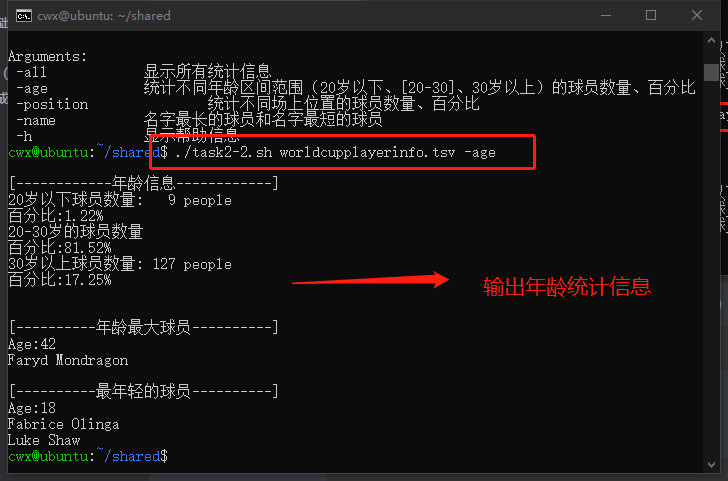 cwx@ubuntu: ~/shared
Arguments:
-all 显示所有统计信息
-age 统计不同年龄区间范围（20岁以下、[20-30]、30岁以上）的球员数量、百分比
-position 统计不同场上位置的球员数量、百分比
-name 名字最长的球员和名字最短的球员
-h 显示帮助信息
cwx@ubuntu:~/shared$ ./task2-2.sh worldcupplayerinfo.tsv -age
[------------年龄信息-----------]
20岁以下球员数量: 9 people
百分比:1.22%
20-30岁的球员数量
百分比:81.52%
30岁以上球员数量: 127 people
百分比:17.25%
输出年龄统计信息
[----------年龄最大球员----------]
Age:42
Faryd Mondragon
[----------最年轻的球员----------]
Age:18
Fabrice Olinga
Luke Shaw
cwx@ubuntu:~/shared$